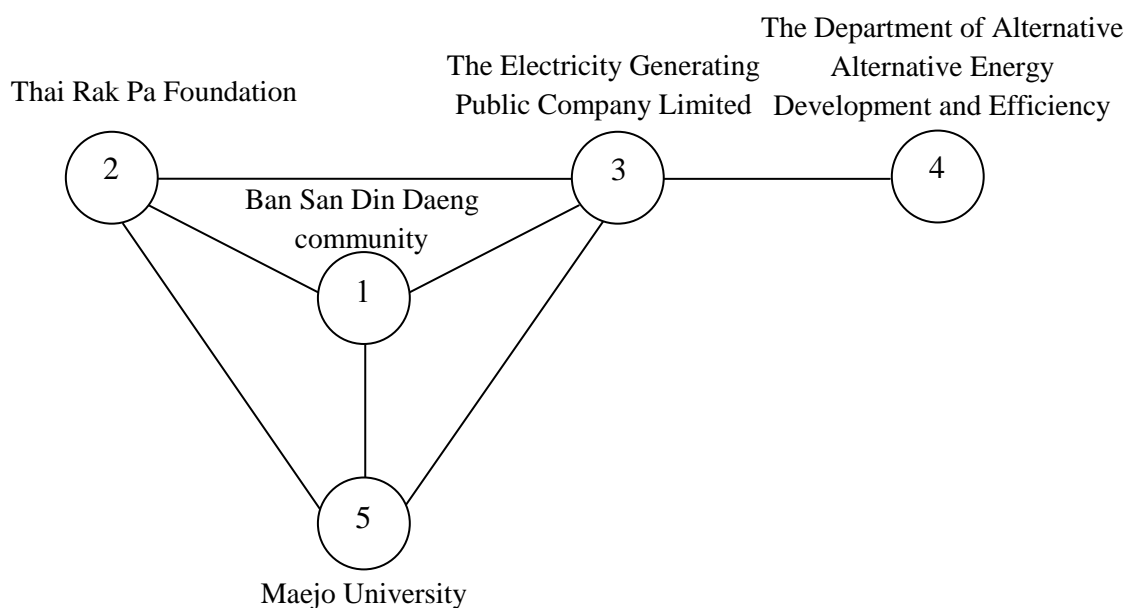 The Department of Alternative
Alternative Energy
Development and Efficiency
The Electricity Generating
Public Company Limited
Thai Rak Pa Foundation
2
3
4
Ban San Din Daeng
community
1
5
Maejo University